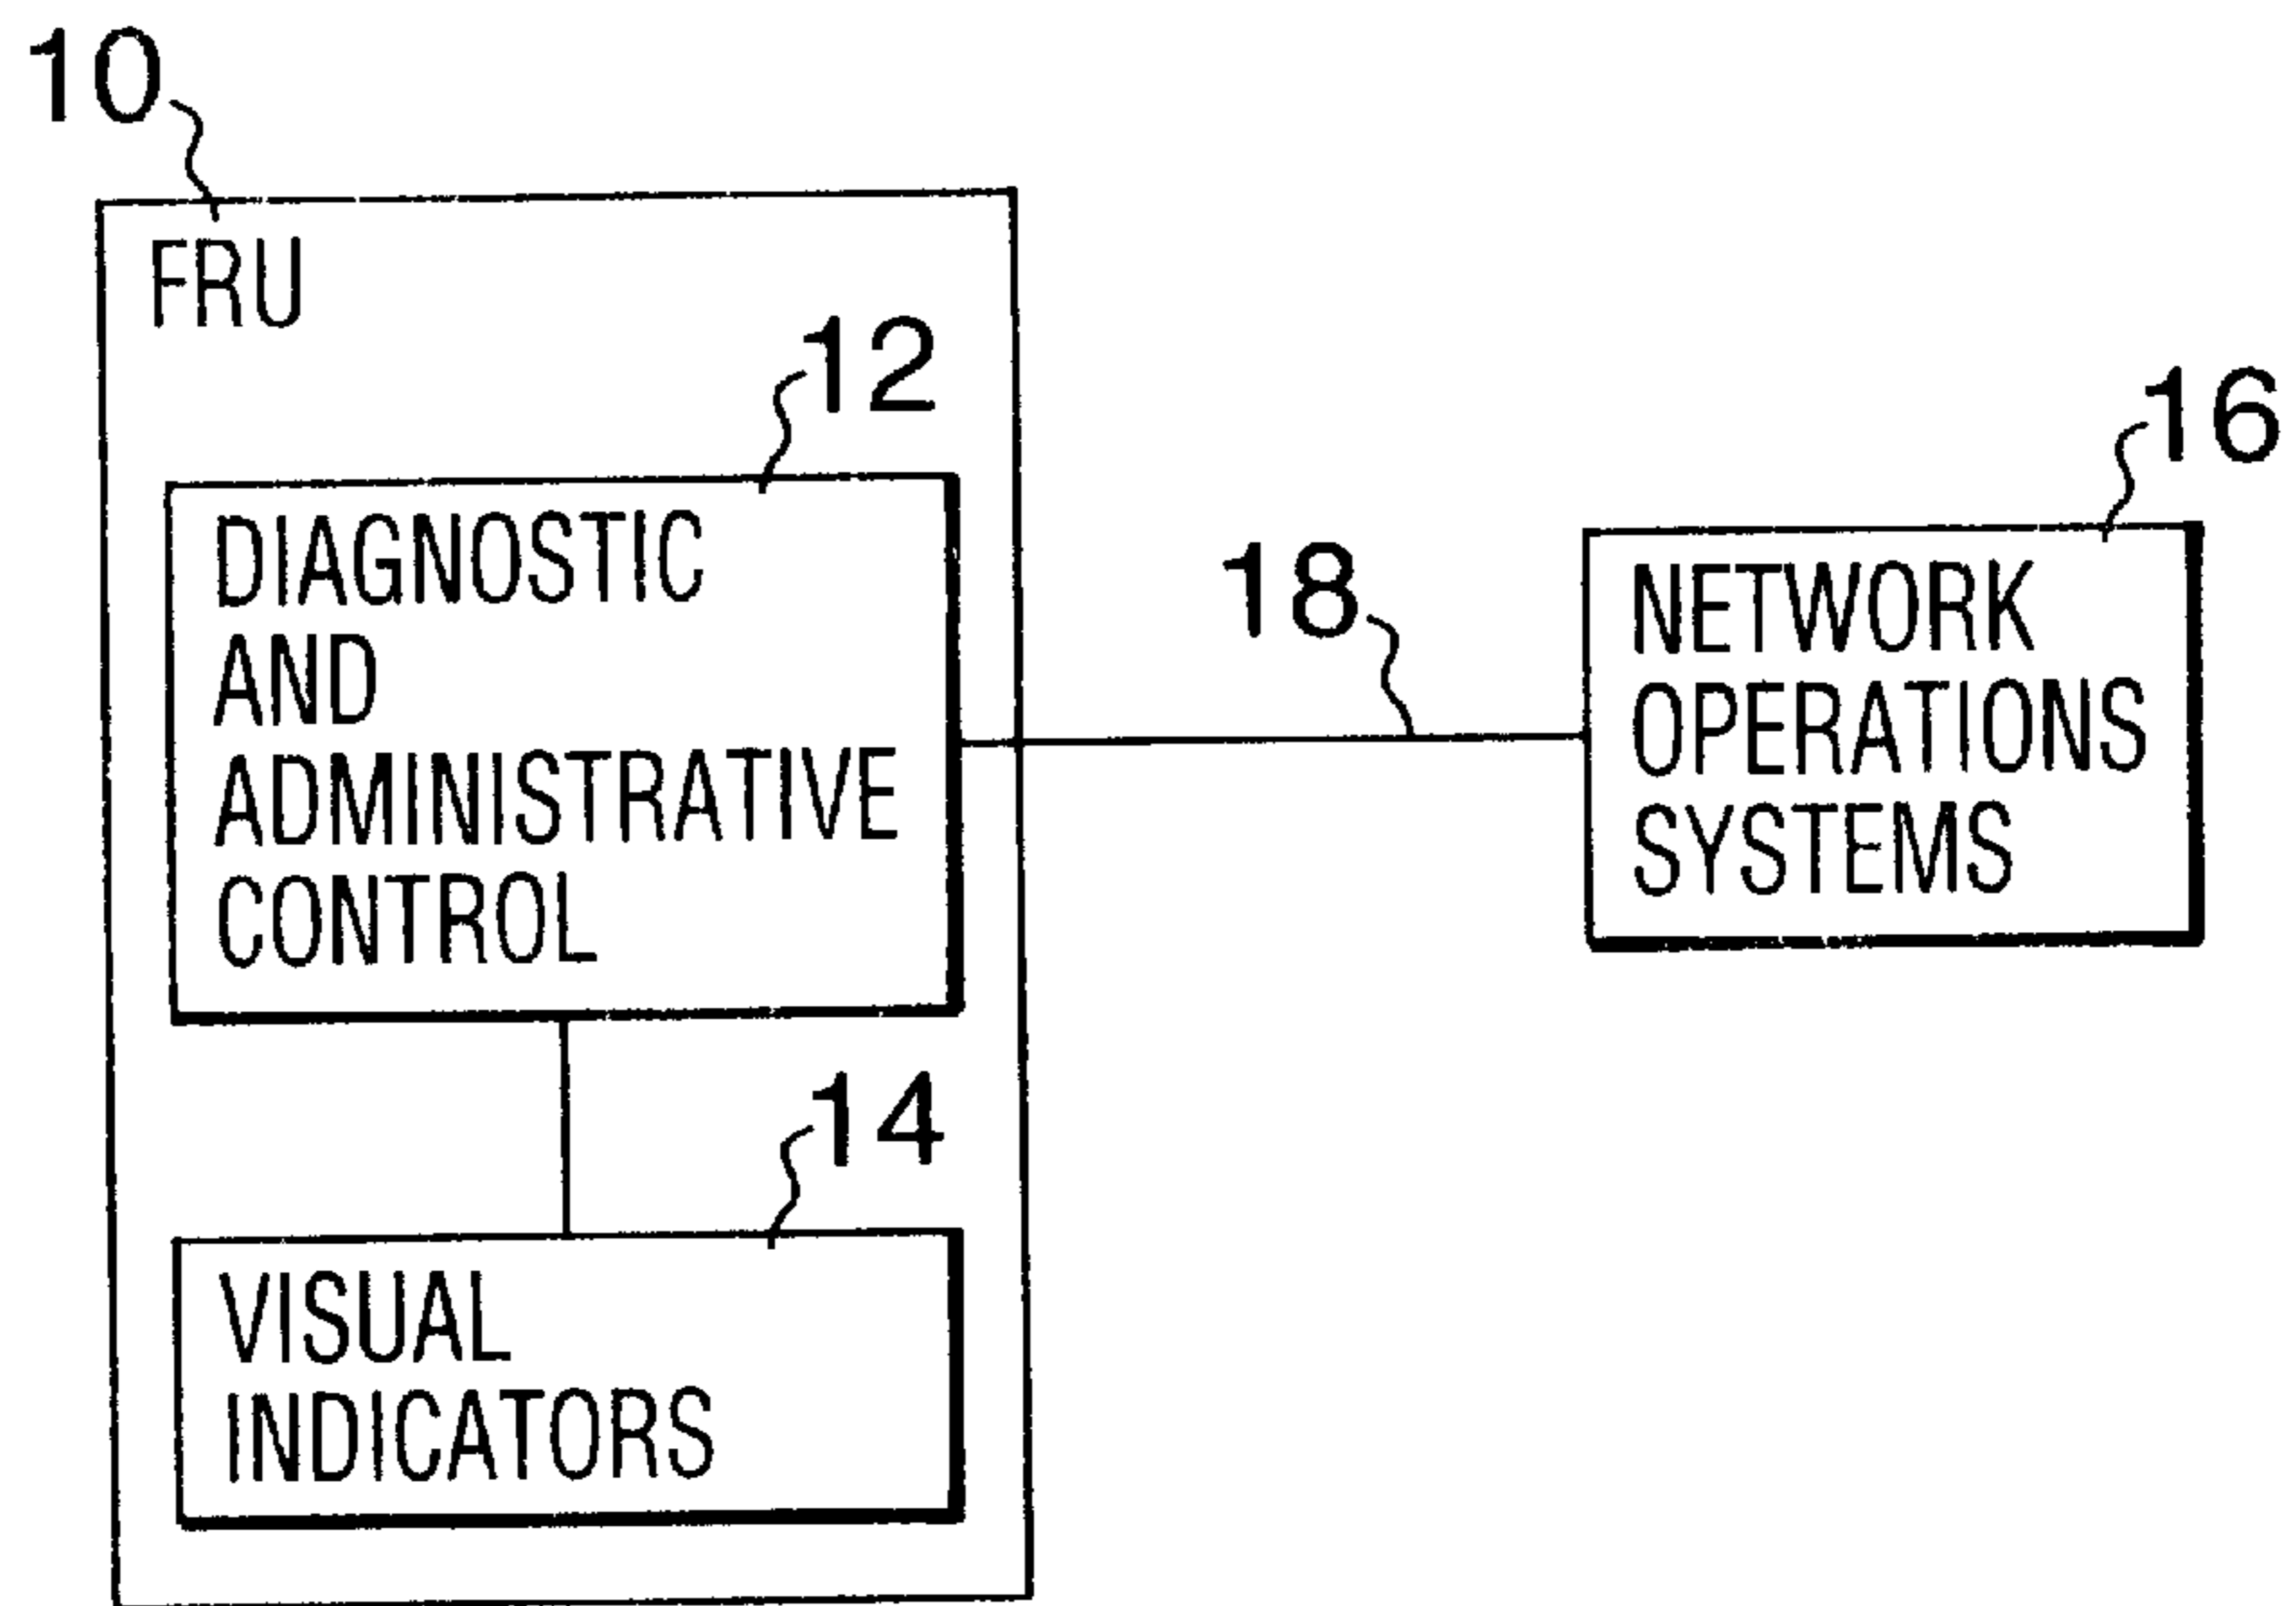 10
FRU
12
DIAGNOSTIC
AND
ADMINISTRATIVE
CONTROL
14
VISUAL
INDICATORS
18
16
NETWORK
OPERATIONS
SYSTEMS